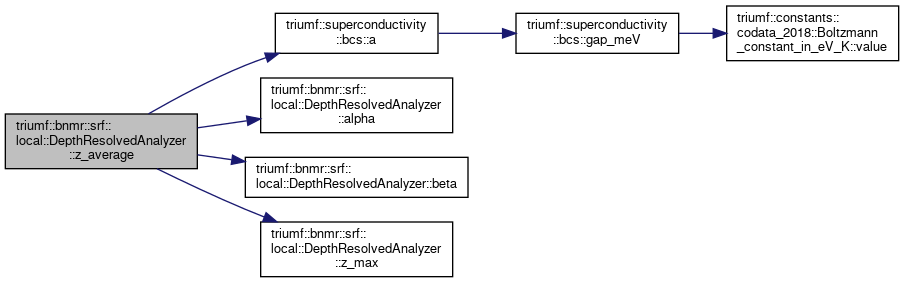 triumf::bnmr::srf::
local::DepthResolvedAnalyzer
::z_average
triumf::superconductivity
::bcs::a
triumf::superconductivity
::bcs::gap_meV
triumf::constants::
codata_2018::Boltzmann
_constant_in_eV_K::value
triumf::bnmr::srf::
local::DepthResolvedAnalyzer
::alpha
triumf::bnmr::srf::
local::DepthResolvedAnalyzer::beta
triumf::bnmr::srf::
local::DepthResolvedAnalyzer
::z_max